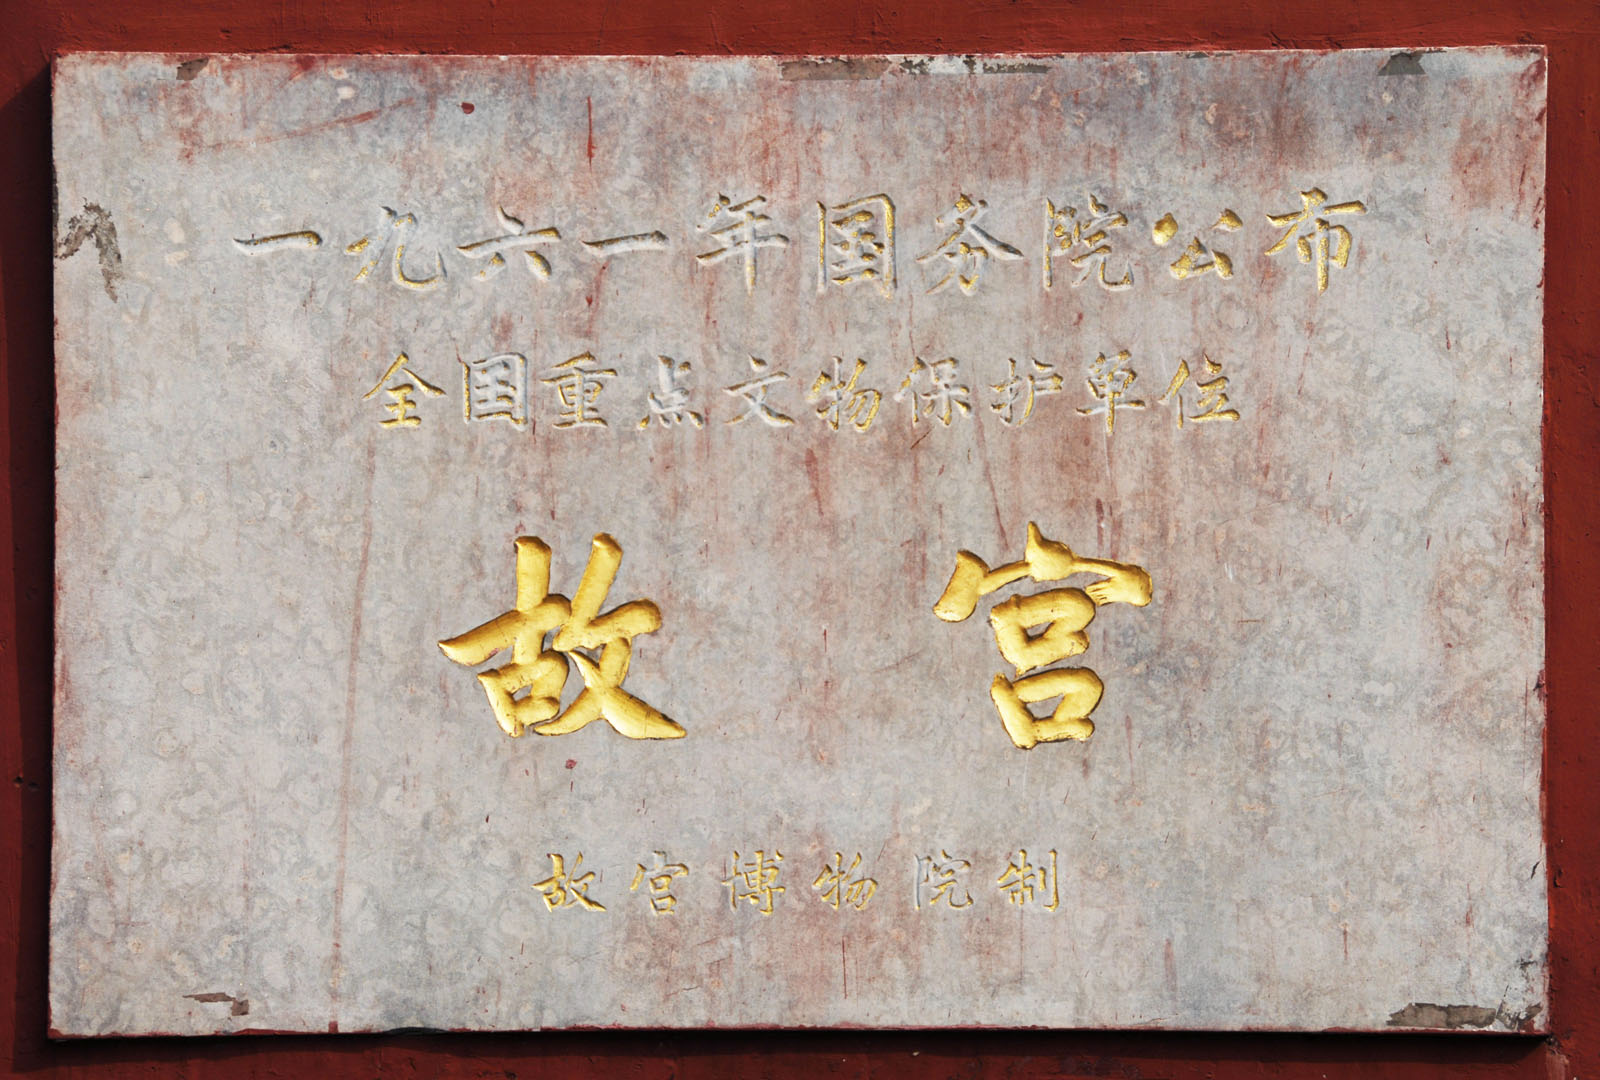 一九六一年国务院公布
全国重点文物保护单位
故宫
故宫博物院制